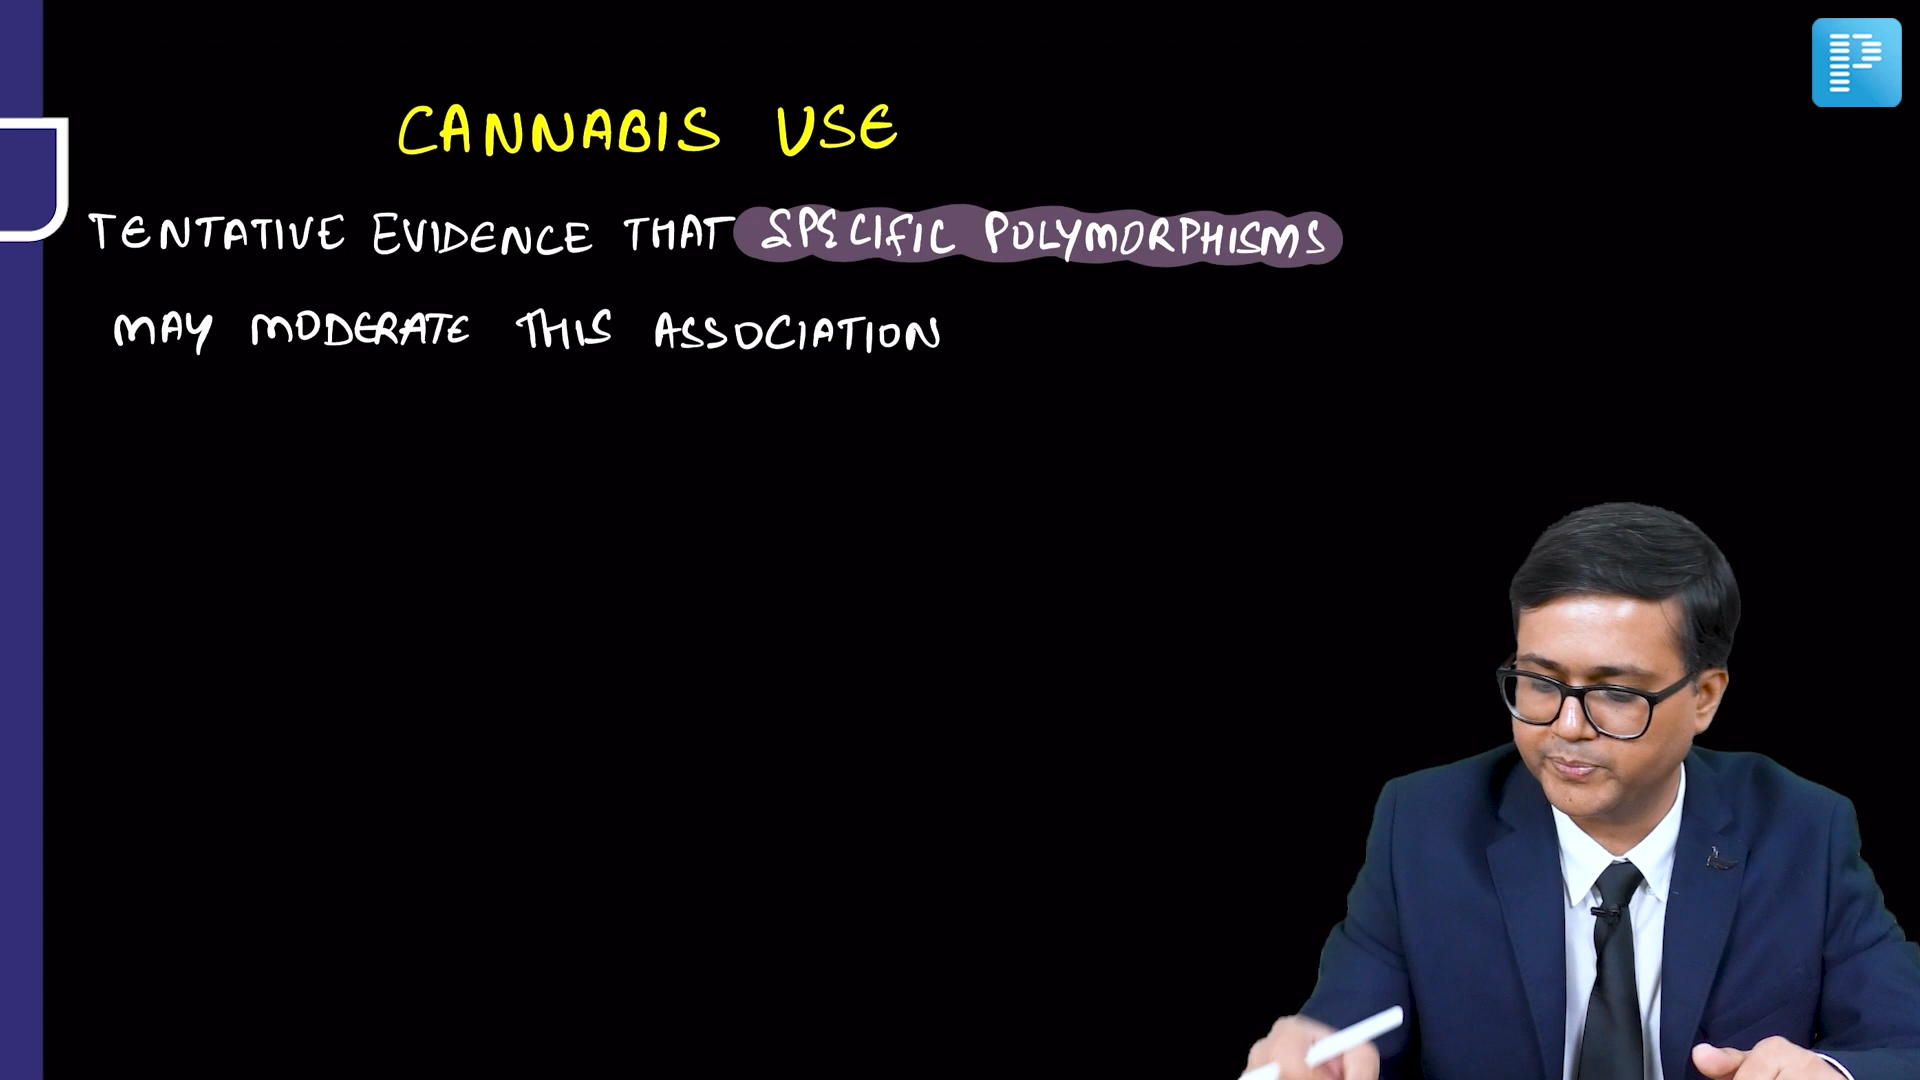 CANNABIS USE
TENTATIVE EVIDENCE THAT SPECIFIC POLYMORPHISMS
MAY MODERATE THIS ASSOCIATION